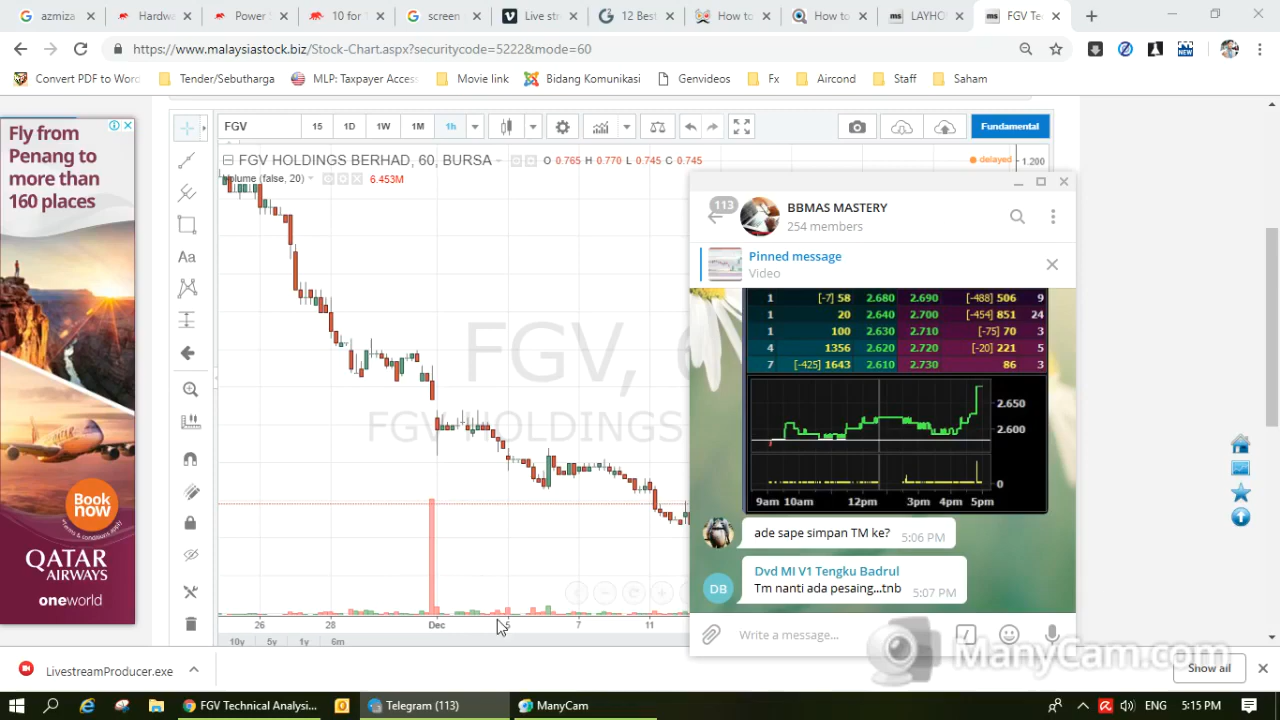 azmiza
Hardwa
Power S
10 for T
screen
Live str
12 Best
How to
How to
LAYHO
FGV Te
https://www.malaysiastock.biz/Stock-Chart.aspx?securitycode=5222&mode=60
Convert PDF to Word
Tender/Sebutharga
MLP: Taxpayer Acces
Movie link
Bidang Komunikasi
Genvideos
Fx
Aircond
Staff
Saham
Fly from
Penang to
more than
160 places
Book
now
QATAR
AIRWAYS
oneworld
FGV
15
1D
1W
1M
1h
Fundamental
FGV HOLDINGS BERHAD, 60, BURSA
O 0.765 H 0.770 L 0.745 C 0.745
delayed
1.200
Volume (false, 20)
6.453M
Aa
FGV, 6
FGV HOLDINGS
26
28
Dec
5
7
11
10y
5y
1y
6m
113
BBMAS MASTERY
254 members
Pinned message
Video
1 [-7] 58 2.680 2.690 [-488] 506 9
1 20 2.640 2.700 [-454] 851 24
1 100 2.630 2.710 [-75] 70 3
4 1356 2.620 2.720 [-20] 221 5
7 [-425] 1643 2.610 2.730 86 3
2.650
2.600
0
9am 10am 12pm 3pm 4pm 5pm
ade sape simpan TM ke? 5:06 PM
Dvd MI V1 Tengku Badrul
DB
Tm nanti ada pesaing...tnb 5:07 PM
Write a message...
ManyCam.com
LivestreamProducer.exe
Show all
FGV Technical Analysi...
Telegram (113)
ManyCam
ENG
5:15 PM